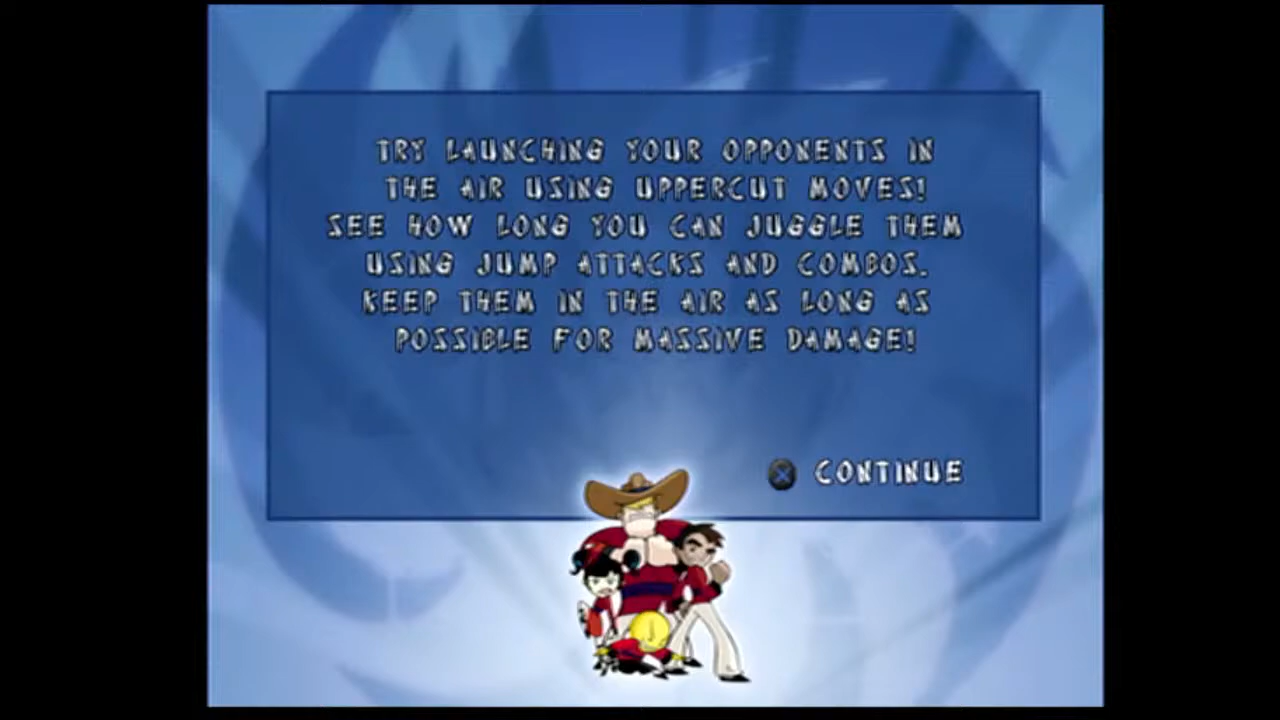 TRY LAUNCHING YOUR OPPONENTS IN
THE AIR USING UPPERCUT MOVES!
SEE HOW LONG YOU CAN JUGGLE THEM
USING JUMP ATTACKS AND COMBOS.
KEEP THEM IN THE AIR AS LONG AS
POSSIBLE FOR MASSIVE DAMAGE!
CONTINUE